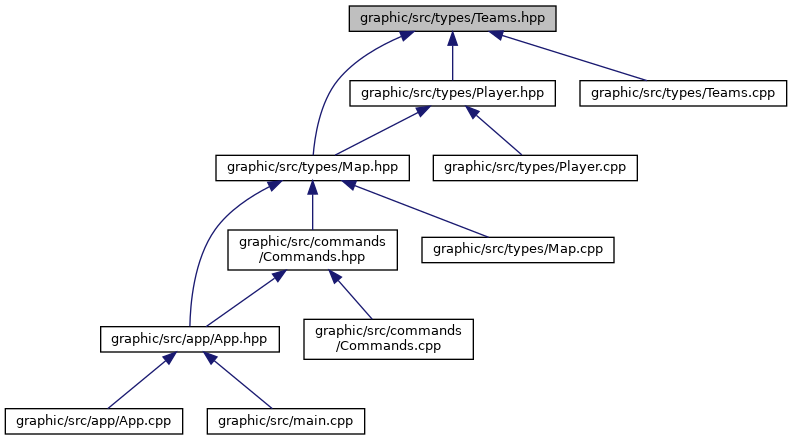 graphic/src/types/Teams.hpp
graphic/src/types/Player.hpp
graphic/src/types/Teams.cpp
graphic/src/types/Map.hpp
graphic/src/types/Player.cpp
graphic/src/commands
/Commands.hpp
graphic/src/types/Map.cpp
graphic/src/app/App.hpp
graphic/src/commands
/Commands.cpp
graphic/src/app/App.cpp
graphic/src/main.cpp